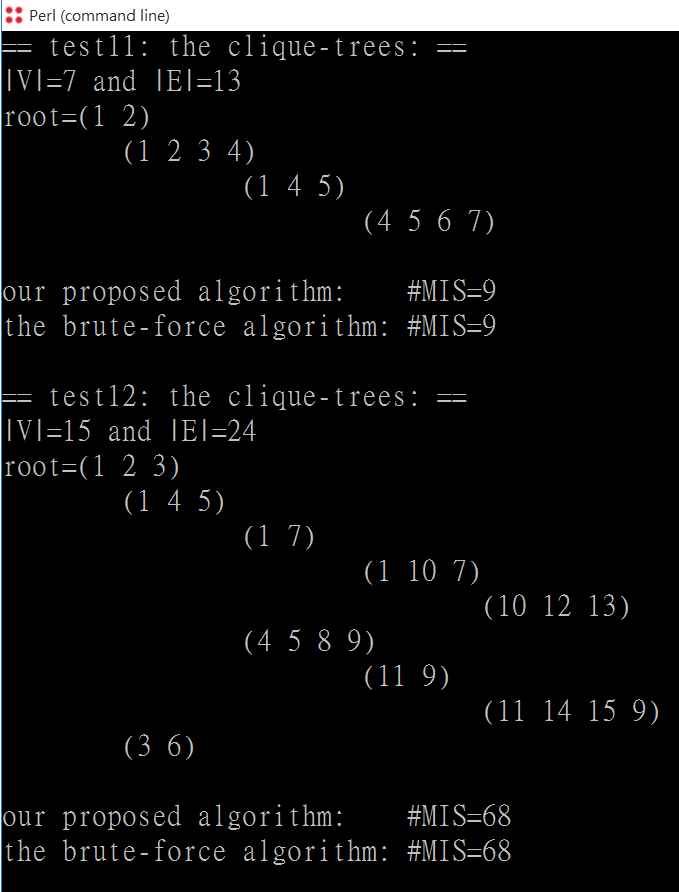 Perl (command line)
== test11: the clique-trees: ==
|V|=7 and |E|=13
root=(1 2)
(1 2 3 4)
(1 4 5)
(4 5 6 7)
our proposed algorithm:    #MIS=9
the brute-force algorithm: #MIS=9
== test12: the clique-trees: ==
|V|=15 and |E|=24
root=(1 2 3)
(1 4 5)
(1 7)
(1 10 7)
(10 12 13)
(4 5 8 9)
(11 9)
(11 14 15 9)
(3 6)
our proposed algorithm:    #MIS=68
the brute-force algorithm: #MIS=68